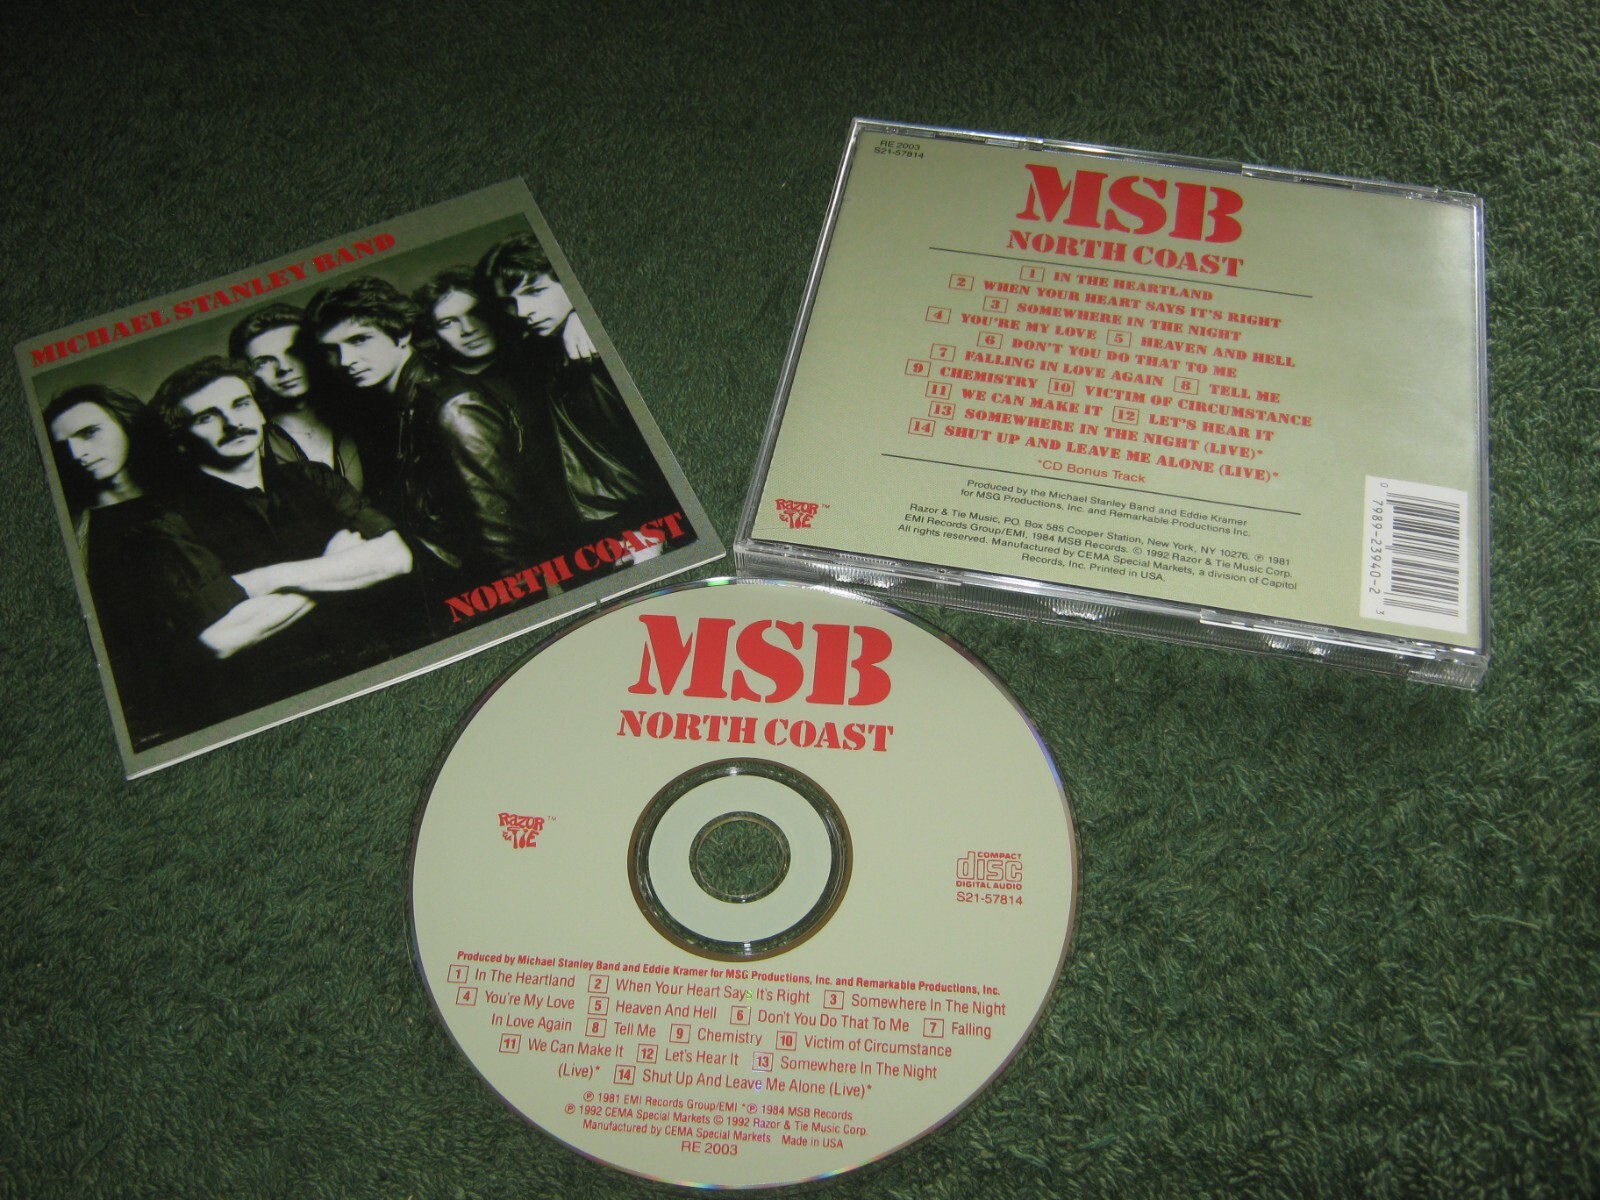 MICHAEL STANLEY BAND
NORTH COAST
RE 2003
S21-57814
MSB
NORTH COAST
1 IN THE HEARTLAND
2 WHEN YOUR HEART SAYS IT'S RIGHT
3 SOMEWHERE IN THE NIGHT
4 YOU'RE MY LOVE 5 HEAVEN AND HELL
6 DON'T YOU DO THAT TO ME
7 FALLING IN LOVE AGAIN 8 TELL ME
9 CHEMISTRY 10 VICTIM OF CIRCUMSTANCE
11 WE CAN MAKE IT 12 LET'S HEAR IT
13 SOMEWHERE IN THE NIGHT (LIVE)*
14 SHUT UP AND LEAVE ME ALONE (LIVE)*
*CD Bonus Track
Produced by the Michael Stanley Band and Eddie Kramer
for MSG Productions, Inc. and Remarkable Productions Inc.
RAZOR & TIE ™
Razor & Tie Music, P.O. Box 585 Cooper Station, New York, NY 10276, ℗ 1981
EMI Records Group/EMI, 1984 MSB Records. © 1992 Razor & Tie Music Corp.
All rights reserved. Manufactured by CEMA Special Markets, a division of Capitol
Records, Inc. Printed in USA.
0 7989-23940-2 3
MSB
NORTH COAST
RAZOR & TIE ™
COMPACT
disc
DIGITAL AUDIO
S21-57814
Produced by Michael Stanley Band and Eddie Kramer for MSG Productions, Inc. and Remarkable Productions, Inc.
1 In The Heartland 2 When Your Heart Says It's Right 3 Somewhere In The Night
4 You're My Love 5 Heaven And Hell 6 Don't You Do That To Me 7 Falling
In Love Again 8 Tell Me 9 Chemistry 10 Victim of Circumstance
11 We Can Make It 12 Let's Hear It 13 Somewhere In The Night
(Live)* 14 Shut Up And Leave Me Alone (Live)*
℗ 1981 EMI Records Group/EMI *℗ 1984 MSB Records
℗ 1992 CEMA Special Markets © 1992 Razor & Tie Music Corp.
Manufactured by CEMA Special Markets Made in USA
RE 2003